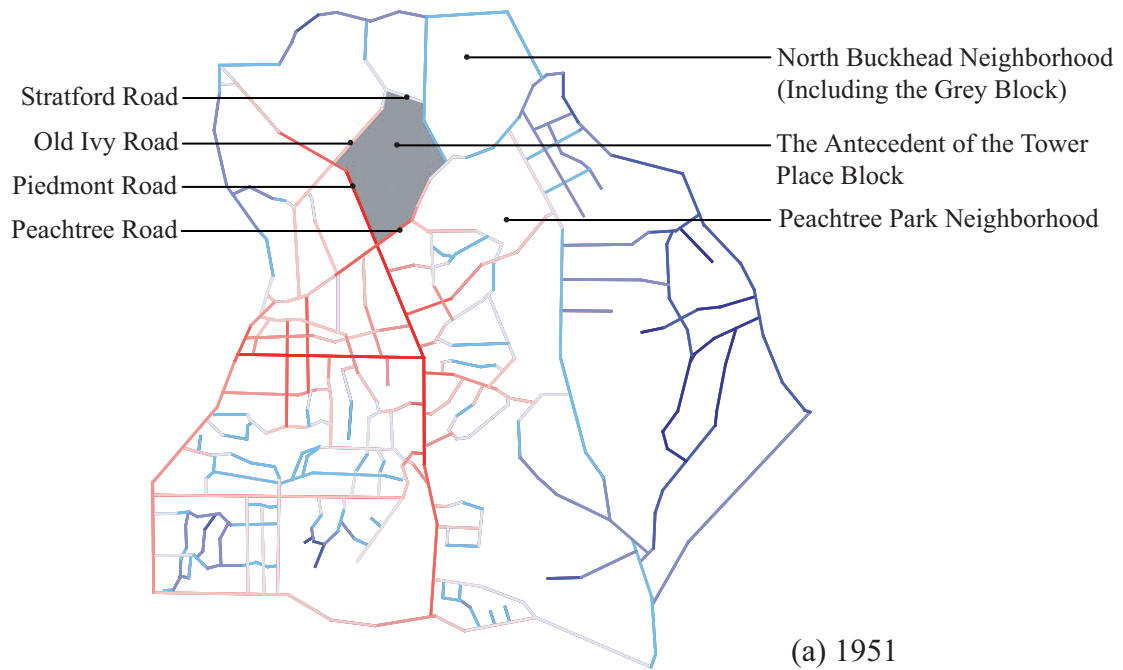 Stratford Road
Old Ivy Road
Piedmont Road
Peachtree Road
North Buckhead Neighborhood
(Including the Grey Block)
The Antecedent of the Tower
Place Block
Peachtree Park Neighborhood
(a) 1951